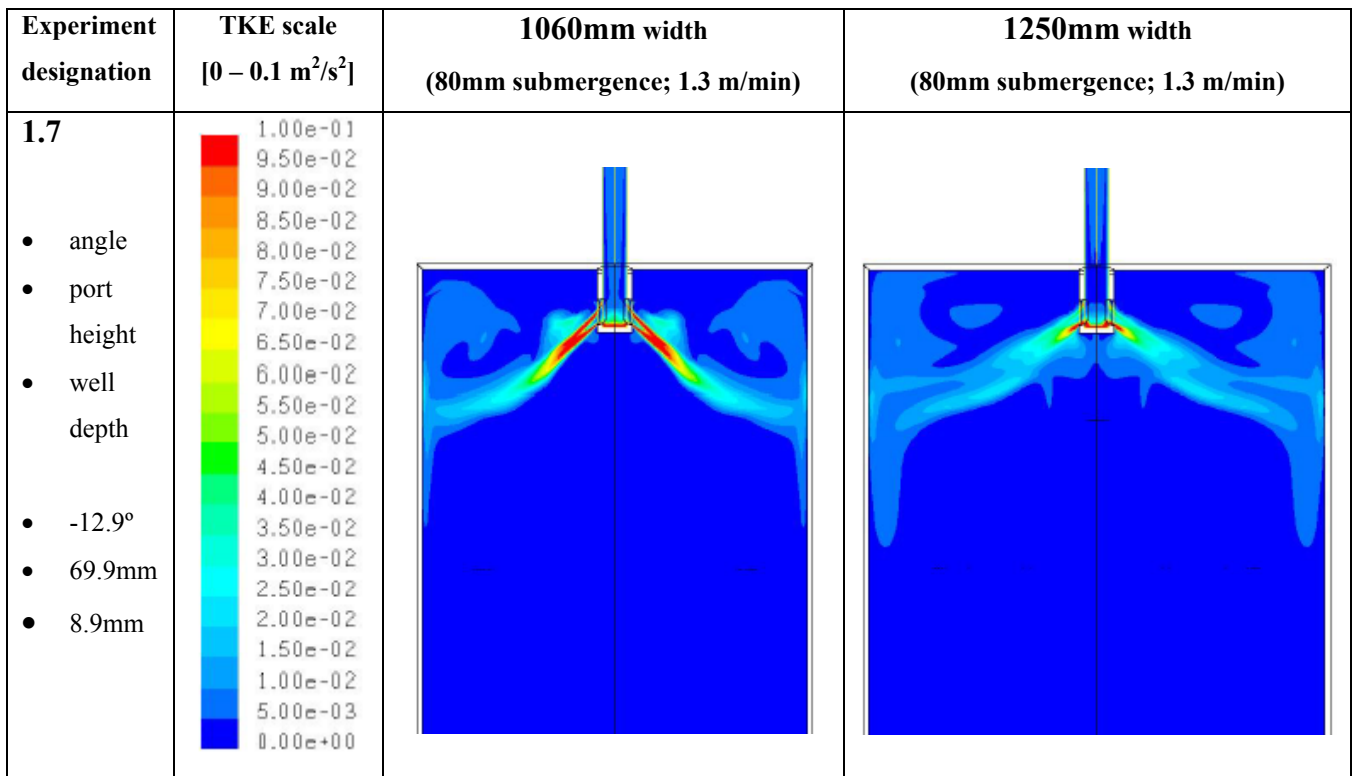 Experiment designation
TKE scale
[0 – 0.1 m²/s²]
1060mm width
(80mm submergence; 1.3 m/min)
1250mm width
(80mm submergence; 1.3 m/min)
1.7
• angle
• port
height
• well
depth
• -12.9º
• 69.9mm
• 8.9mm
1.00e-01
9.50e-02
9.00e-02
8.50e-02
8.00e-02
7.50e-02
7.00e-02
6.50e-02
6.00e-02
5.50e-02
5.00e-02
4.50e-02
4.00e-02
3.50e-02
3.00e-02
2.50e-02
2.00e-02
1.50e-02
1.00e-02
5.00e-03
0.00e+00